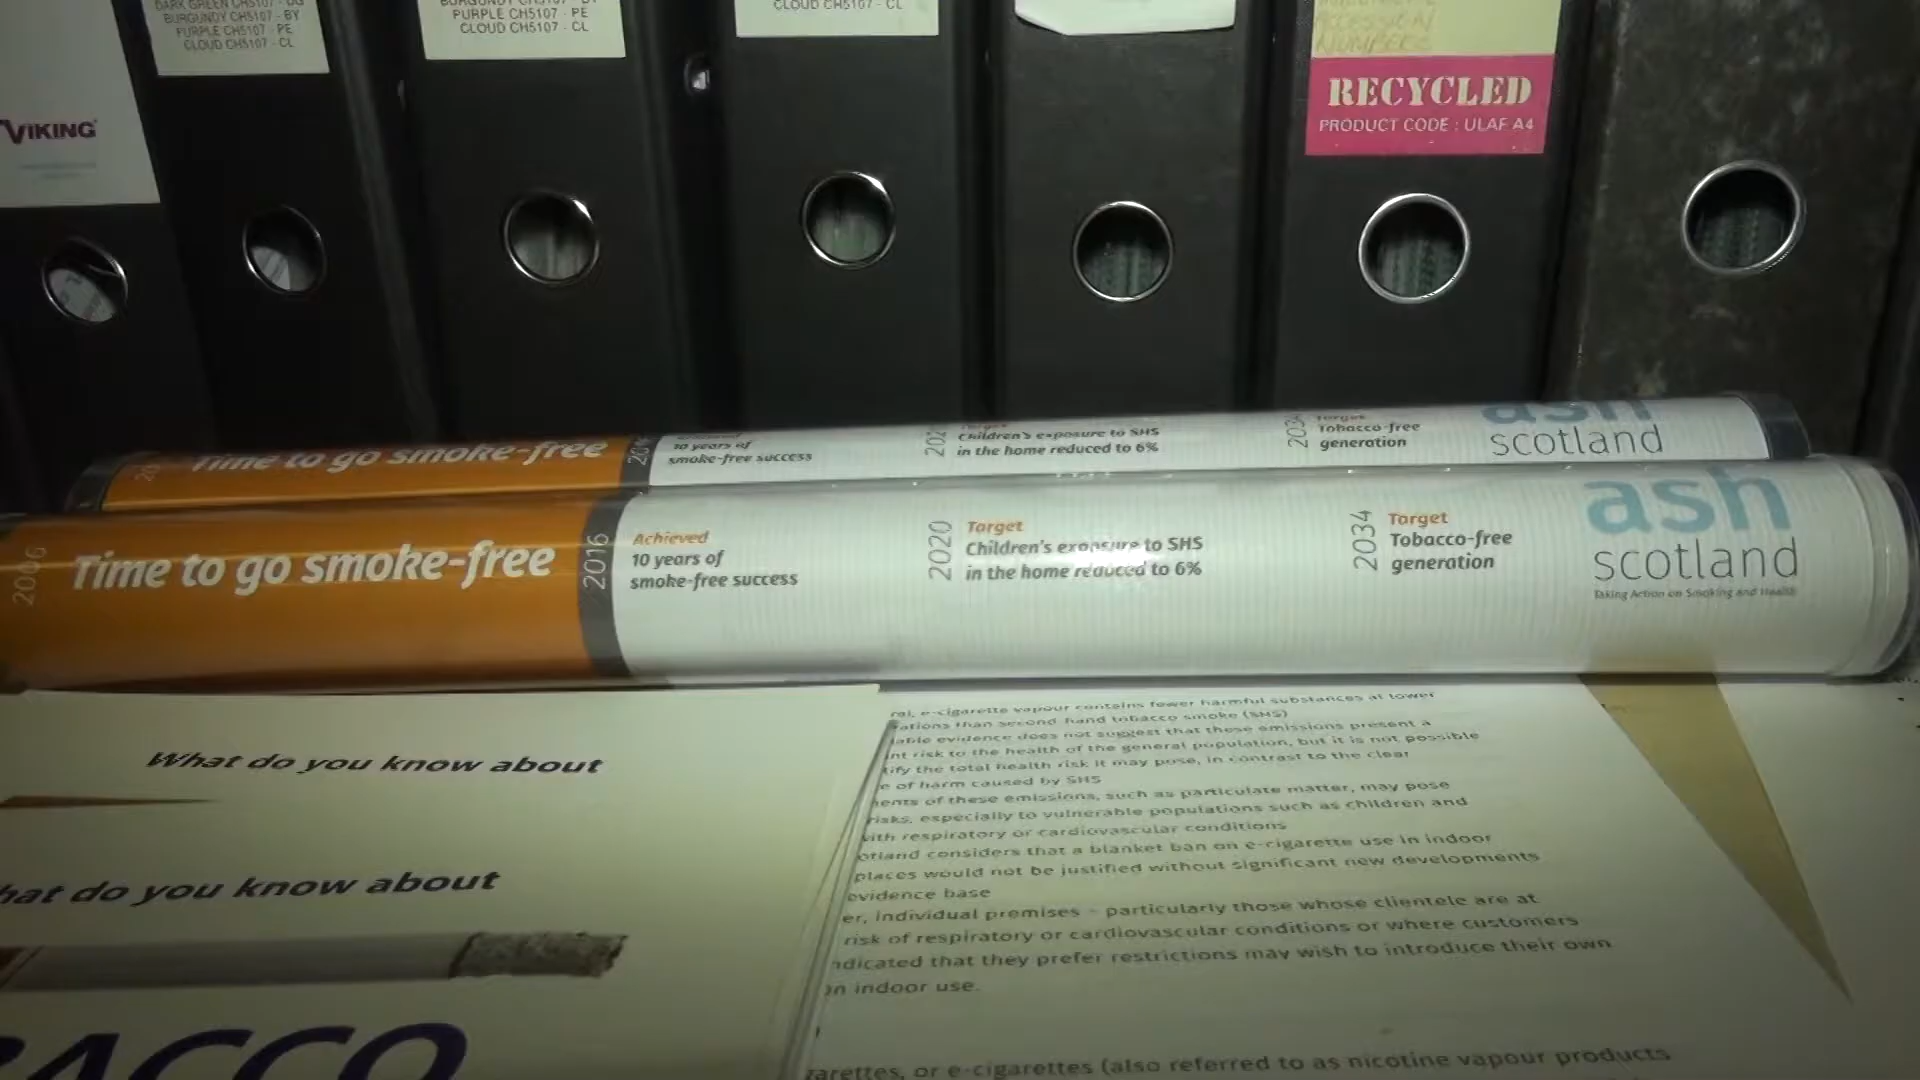 DARK GREEN CH5107 - DG
BURGUNDY CH5107 - BY
PURPLE CH5107 - PE
CLOUD CH5107 - CL
PURPLE CH5107 - PE
CLOUD CH5107 - CL
CLOUD CH5107 - CL
ACCESSION
NUMBERS
VIKING
RECYCLED
PRODUCT CODE : ULAF A4
Time to go smoke-free
10 years of
smoke-free success
Target
Children's exposure to SHS
in the home reduced to 6%
2034
Target
Tobacco-free
generation
ash
scotland
2006
Time to go smoke-free
2016
Achieved
10 years of
smoke-free success
2020
Target
Children's exposure to SHS
in the home reduced to 6%
2034
Target
Tobacco-free
generation
ash
scotland
Taking Action on Smoking and Health
What do you know about
hat do you know about
ACCO
e-cigarette vapour contains fewer harmful substances at lower
than second hand tobacco smoke (SHS)
evidence does not suggest that these emissions present a
nt risk to the health of the general population, but it is not possible
tify the total health risk it may pose, in contrast to the clear
e of harm caused by SHS
ents of these emissions, such as particulate matter, may pose
risks, especially to vulnerable populations such as children and
with respiratory or cardiovascular conditions
otland considers that a blanket ban on e-cigarette use in indoor
places would not be justified without significant new developments
evidence base
er, individual premises - particularly those whose clientele are at
risk of respiratory or cardiovascular conditions or where customers
ndicated that they prefer restrictions may wish to introduce their own
on indoor use.
garettes, or e-cigarettes (also referred to as nicotine vapour products